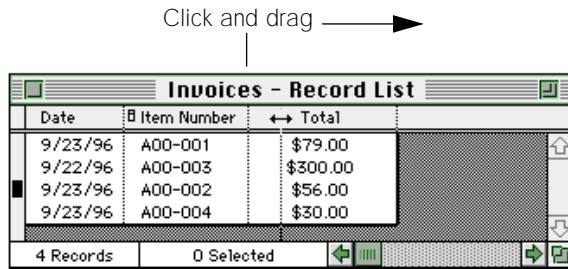 Click and drag
Invoices - Record List
Date Item Number Total
9/23/96 A00-001 $79.00
9/22/96 A00-003 $300.00
9/23/96 A00-002 $56.00
9/23/96 A00-004 $30.00
4 Records 0 Selected